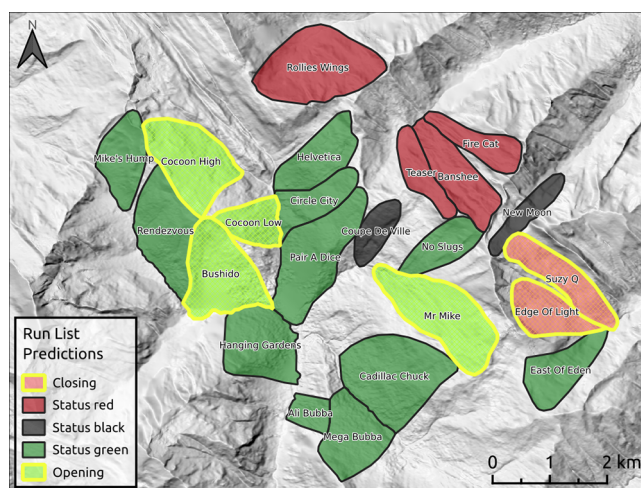 N
Rollies Wings
Mike's Hump
Cocoon High
Helvetica
Fire Cat
Teaser
Banshee
Circle City
Rendezvous
Cocoon Low
Coupe De Ville
New Moon
No Slugs
Pair A Dice
Bushido
Suzy Q
Mr Mike
Edge Of Light
Hanging Gardens
Cadillac Chuck
East Of Eden
Ali Bubba
Mega Bubba
Run List
Predictions
Closing
Status red
Status black
Status green
Opening
0 1 2 km